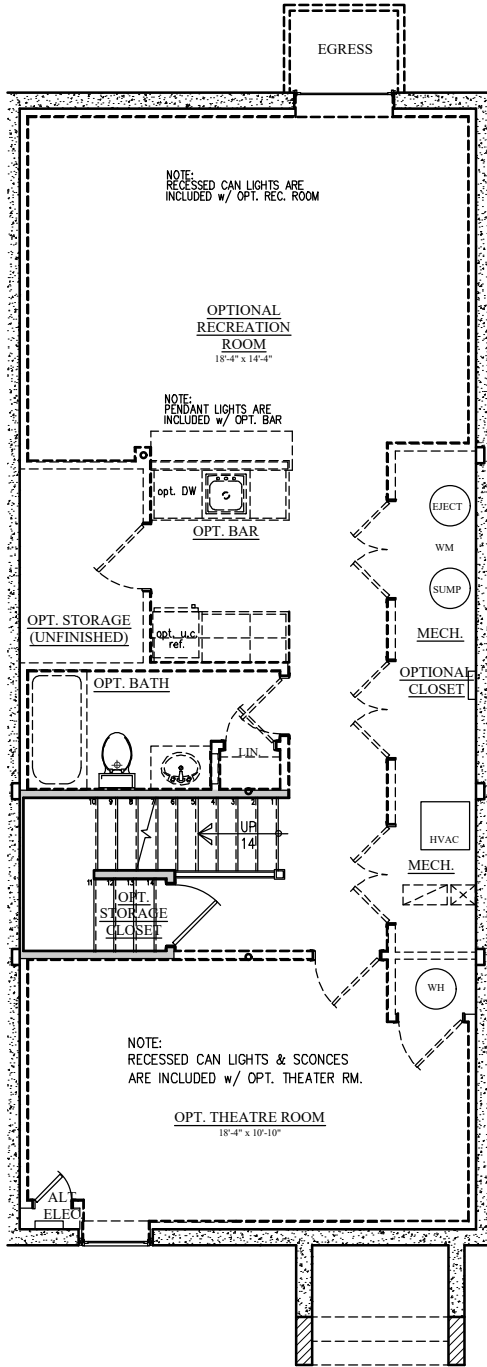 EGRESS
NOTE:
RECESSED CAN LIGHTS ARE
INCLUDED w/ OPT. REC. ROOM
OPTIONAL
RECREATION
ROOM
18'-4" x 14'-4"
NOTE:
PENDANT LIGHTS ARE
INCLUDED w/ OPT. BAR
opt. DW
OPT. BAR
EJECT
WM
SUMP
MECH.
OPT. STORAGE
(UNFINISHED)
opt. u.c.
ref.
OPTIONAL
CLOSET
OPT. BATH
LIN.
10 9 8 7 6 5 4 3 2 1
UP
14
HVAC
MECH.
11 12 13 14
OPT.
STORAGE
CLOSET
WH
NOTE:
RECESSED CAN LIGHTS & SCONCES
ARE INCLUDED w/ OPT. THEATER RM.
OPT. THEATRE ROOM
18'-4" x 10'-10"
ALT
ELEC